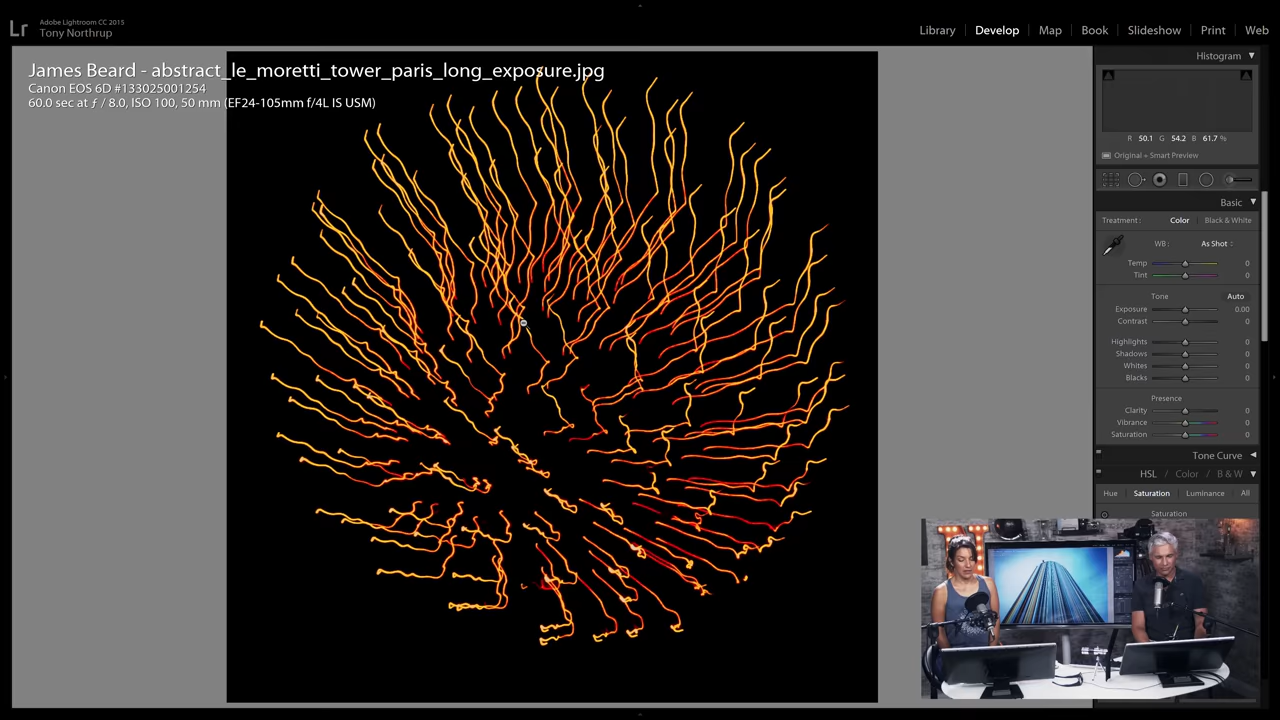 Lr
Adobe Lightroom CC 2015
Tony Northrup
Library | Develop | Map | Book | Slideshow | Print | Web
James Beard - abstract_le_moretti_tower_paris_long_exposure.jpg
Canon EOS 6D #133025001254
60.0 sec at ƒ / 8.0, ISO 100, 50 mm (EF24-105mm f/4L IS USM)
Histogram
R 50.1 G 54.2 B 61.7 %
Original + Smart Preview
Basic
Treatment : Color | Black & White
WB : As Shot
Temp 0
Tint 0
Tone Auto
Exposure 0.00
Contrast 0
Highlights 0
Shadows 0
Whites 0
Blacks 0
Presence
Clarity 0
Vibrance 0
Saturation 0
Tone Curve
HSL / Color / B & W
Hue Saturation Luminance All
Saturation